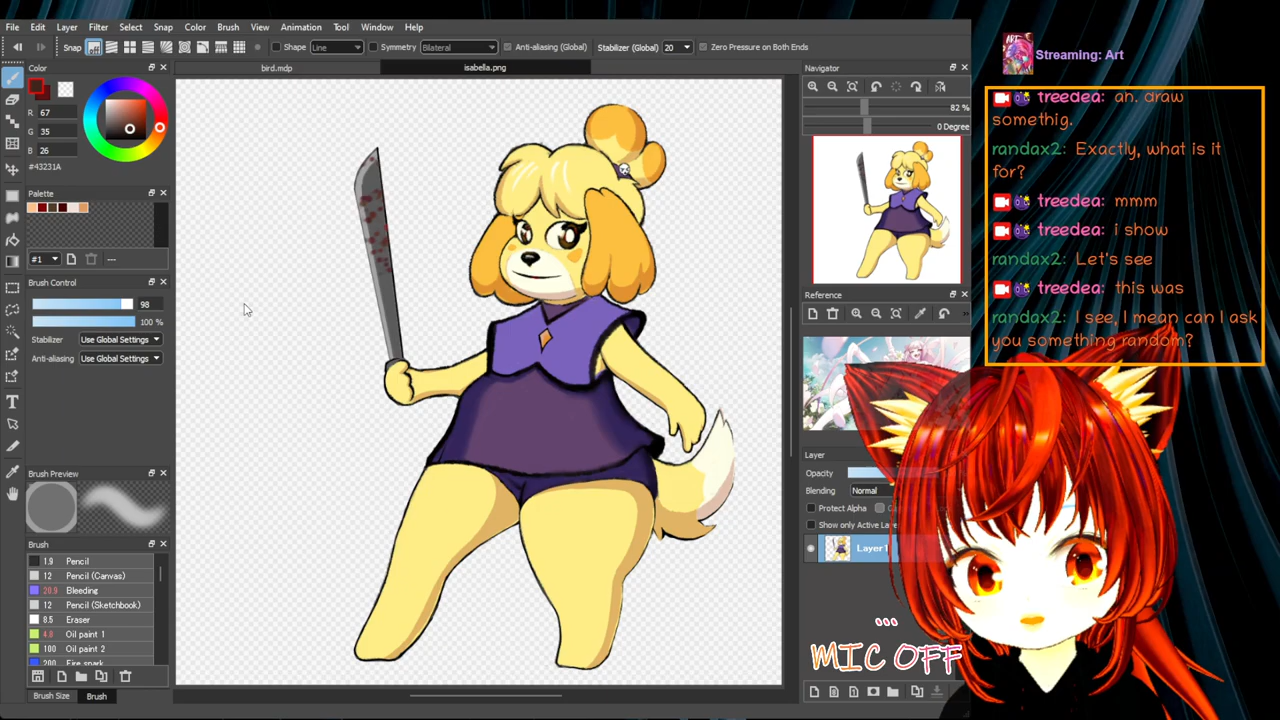 File Edit Layer Filter Select Snap Color Brush View Animation Tool Window Help
Snap off Shape Line Symmetry Bilateral Anti-aliasing (Global) Stabilizer (Global) 20 Zero Pressure on Both Ends
Color
bird.mdp
isabella.png
R 67
G 35
B 26
#43231A
Palette
#1
---
Brush Control
98
100 %
Stabilizer Use Global Settings
Anti-aliasing Use Global Settings
Brush Preview
Brush
1.9 Pencil
12 Pencil (Canvas)
20.9 Bleeding
12 Pencil (Sketchbook)
8.5 Eraser
4.0 Oil paint 1
100 Oil paint 2
200 Fire spark
Brush Size Brush
Navigator
82 %
0 Degree
Reference
Layer
Opacity
Blending Normal
Protect Alpha
Show only Active Laye
Layer1
ART
Streaming: Art
treedea: ah. draw
somethig.
randax2: Exactly, what is it
for?
treedea: mmm
treedea: i show
randax2: Let's see
treedea: this was
randax2: I see, I mean can I ask
you something random?
...
MIC OFF